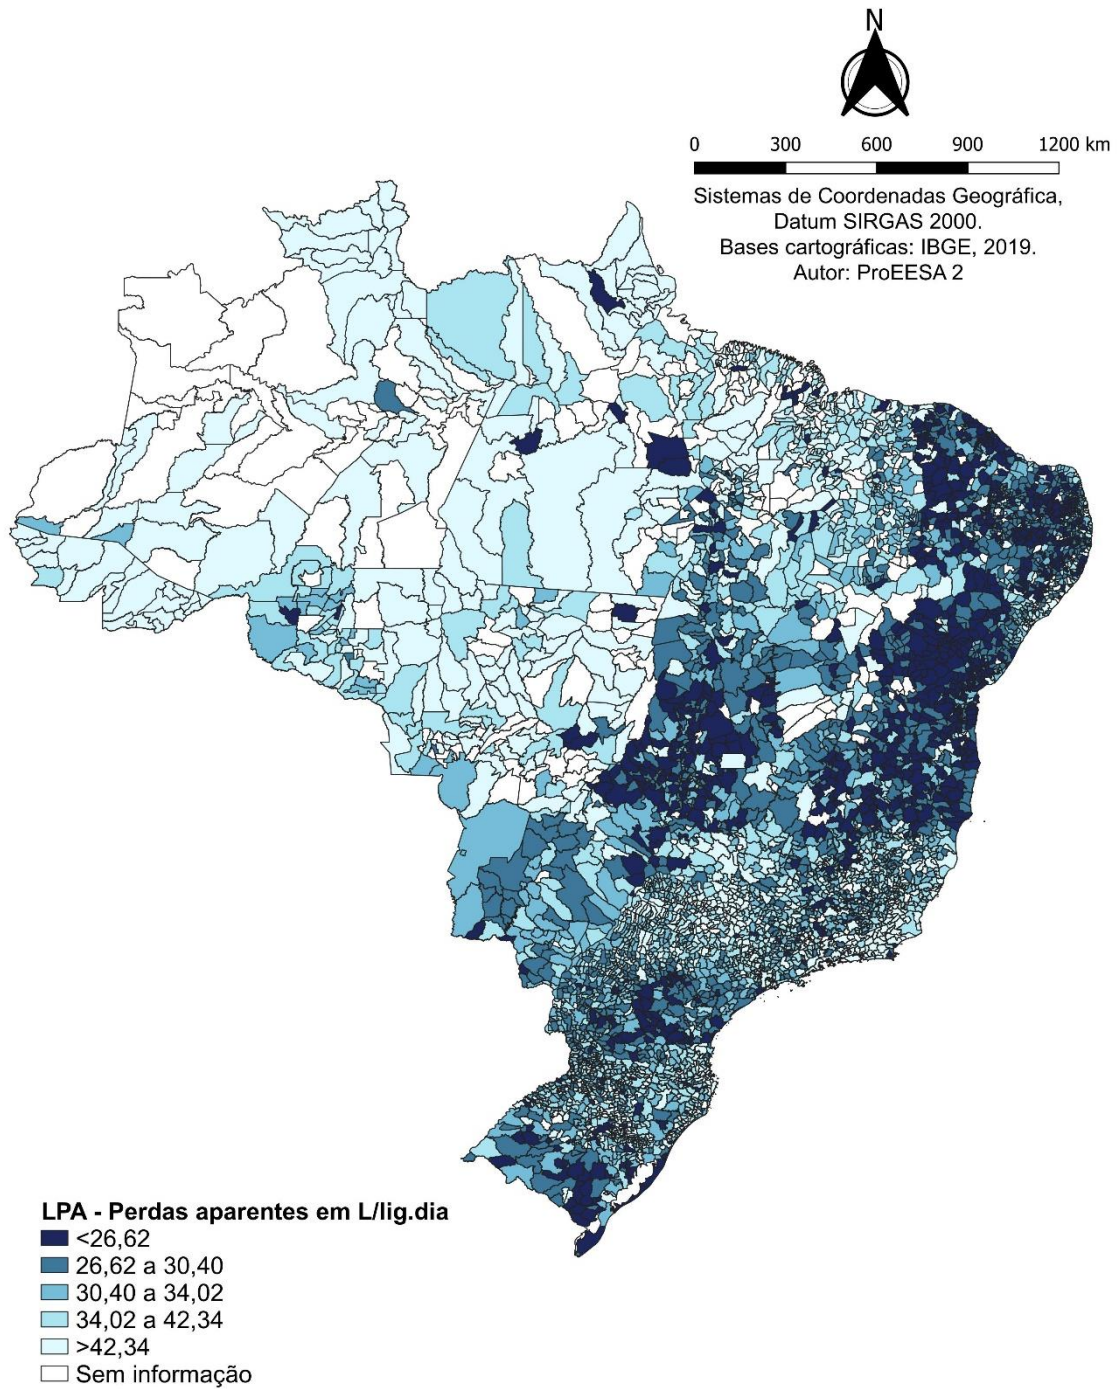 N
0 300 600 900 1200 km
Sistemas de Coordenadas Geográfica,
Datum SIRGAS 2000.
Bases cartográficas: IBGE, 2019.
Autor: ProEESA 2
LPA - Perdas aparentes em L/lig.dia
<26,62
26,62 a 30,40
30,40 a 34,02
34,02 a 42,34
>42,34
Sem informação